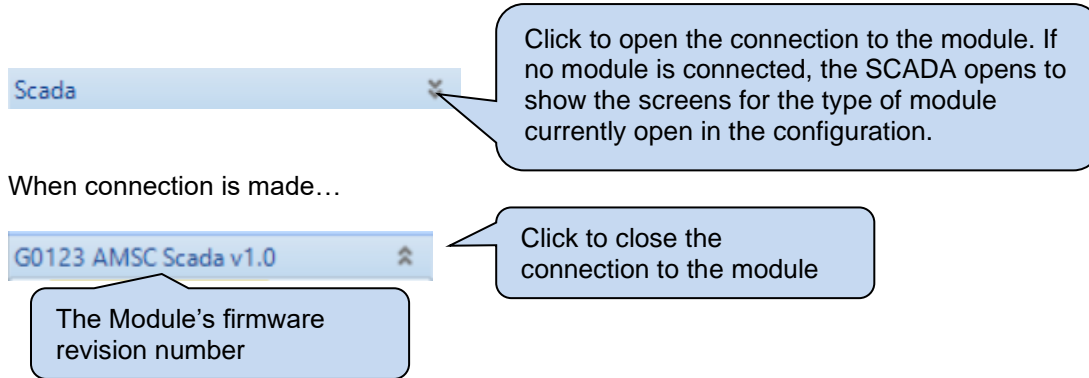 Click to open the connection to the module. If
no module is connected, the SCADA opens to
show the screens for the type of module
currently open in the configuration.
Scada
When connection is made…
G0123 AMSC Scada v1.0
Click to close the
connection to the module
The Module’s firmware
revision number